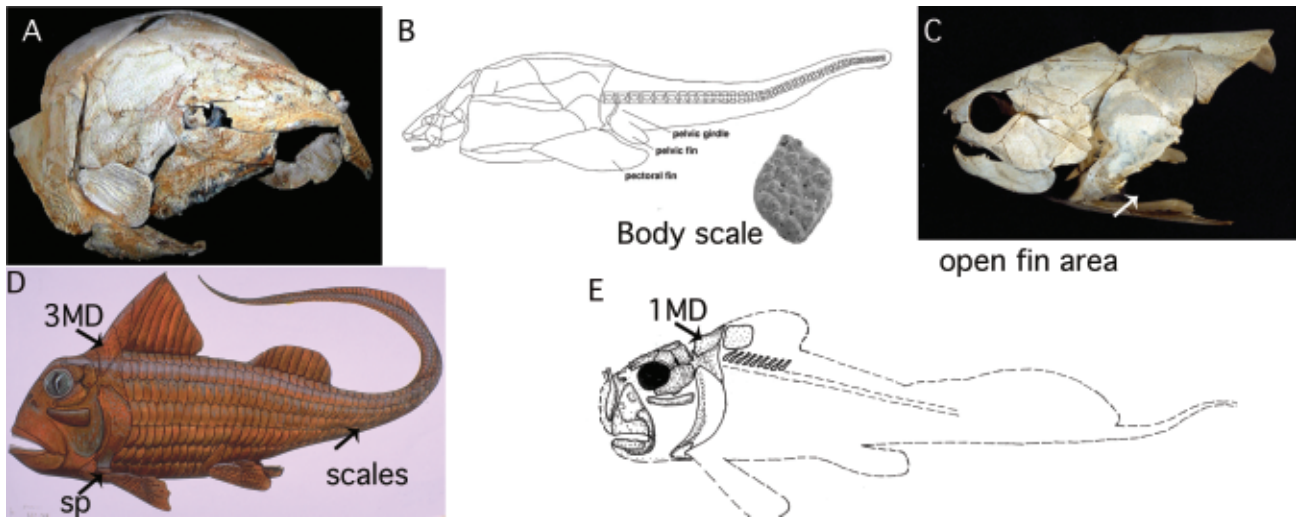 A
B
pelvic girdle
pelvic fin
pectoral fin
Body scale
C
open fin area
D
3MD
sp
scales
E
1MD